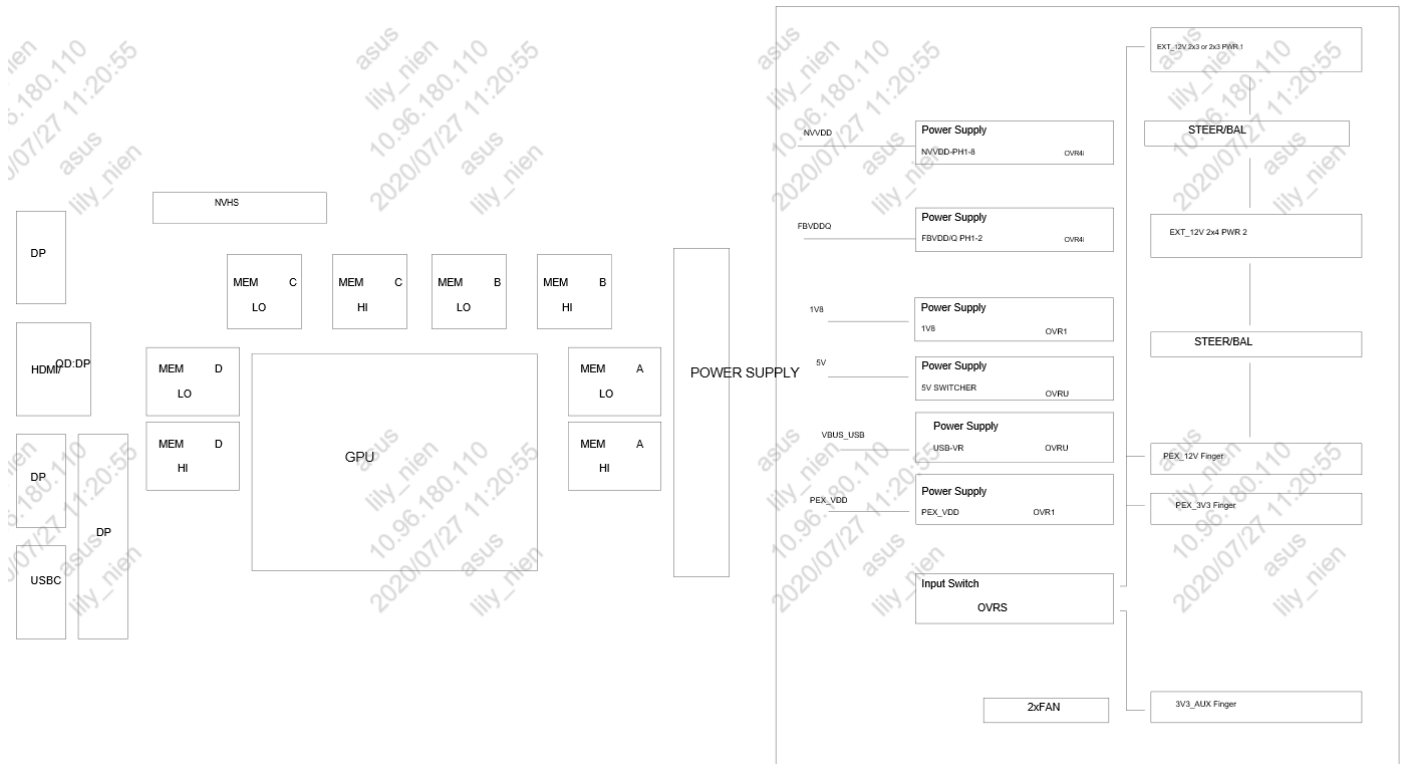 NVHS
DP
MEM C
LO
MEM C
HI
MEM B
LO
MEM B
HI
HDMI/
OD:DP
MEM D
LO
MEM A
LO
MEM D
HI
GPU
MEM A
HI
DP
DP
USBC
POWER SUPPLY
NVVDD
Power Supply
NVVDD-PH1-8 OVR4i
FBVDDQ
Power Supply
FBVDD/Q PH1-2 OVR4i
1V8
Power Supply
1V8 OVR1
5V
Power Supply
5V SWITCHER OVRU
VBUS_USB
Power Supply
USB-VR OVRU
PEX_VDD
Power Supply
PEX_VDD OVR1
Input Switch
OVRS
2xFAN
EXT_12V 2x3 or 2x3 PWR 1
STEER/BAL
EXT_12V 2x4 PWR 2
STEER/BAL
PEX_12V Finger
PEX_3V3 Finger
3V3_AUX Finger
asus
lily_nien
10.96.180.110
2020/07/27 11:20:55
asus
lily_nien